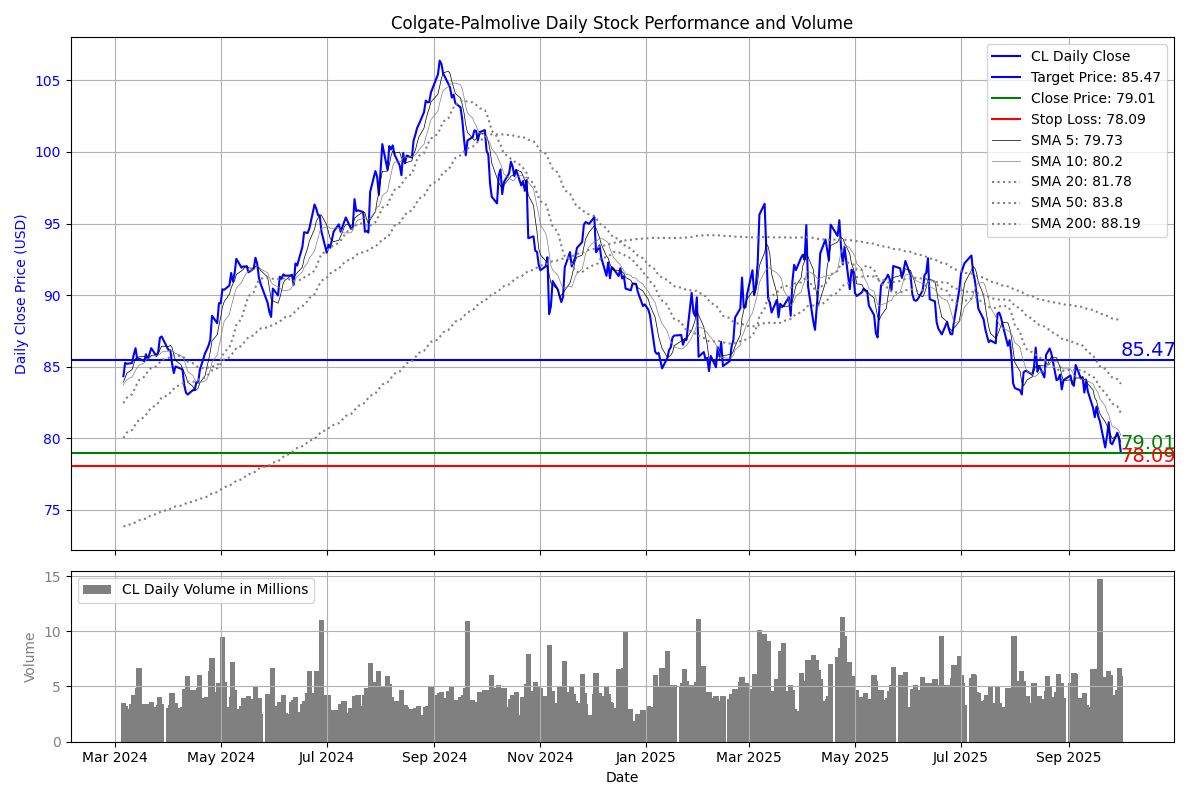 Colgate-Palmolive Daily Stock Performance and Volume
Daily Close Price (USD)
105
100
95
90
85
80
75
CL Daily Close
Target Price: 85.47
Close Price: 79.01
Stop Loss: 78.09
SMA 5: 79.73
SMA 10: 80.2
SMA 20: 81.78
SMA 50: 83.8
SMA 200: 88.19
85.47
79.01
78.09
Volume
15
10
5
0
CL Daily Volume in Millions
Mar 2024 May 2024 Jul 2024 Sep 2024 Nov 2024 Jan 2025 Mar 2025 May 2025 Jul 2025 Sep 2025
Date